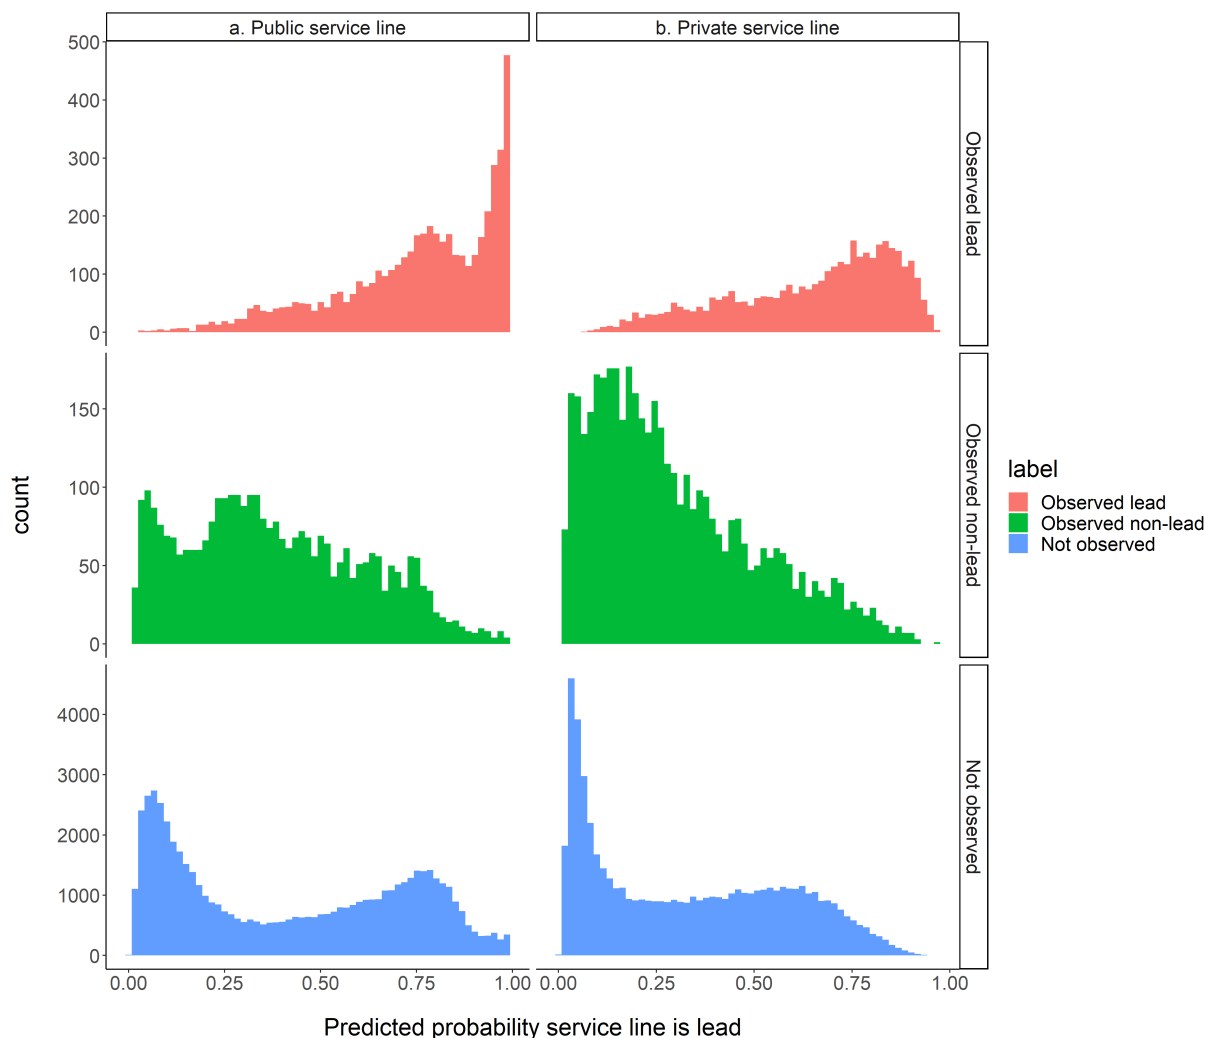 a. Public service line
b. Private service line
500
400
300
200
100
0
Observed lead
150
100
50
0
Observed non-lead
4000
3000
2000
1000
0
Not observed
count
0.00
0.25
0.50
0.75
1.00
0.00
0.25
0.50
0.75
1.00
Predicted probability service line is lead
label
Observed lead
Observed non-lead
Not observed